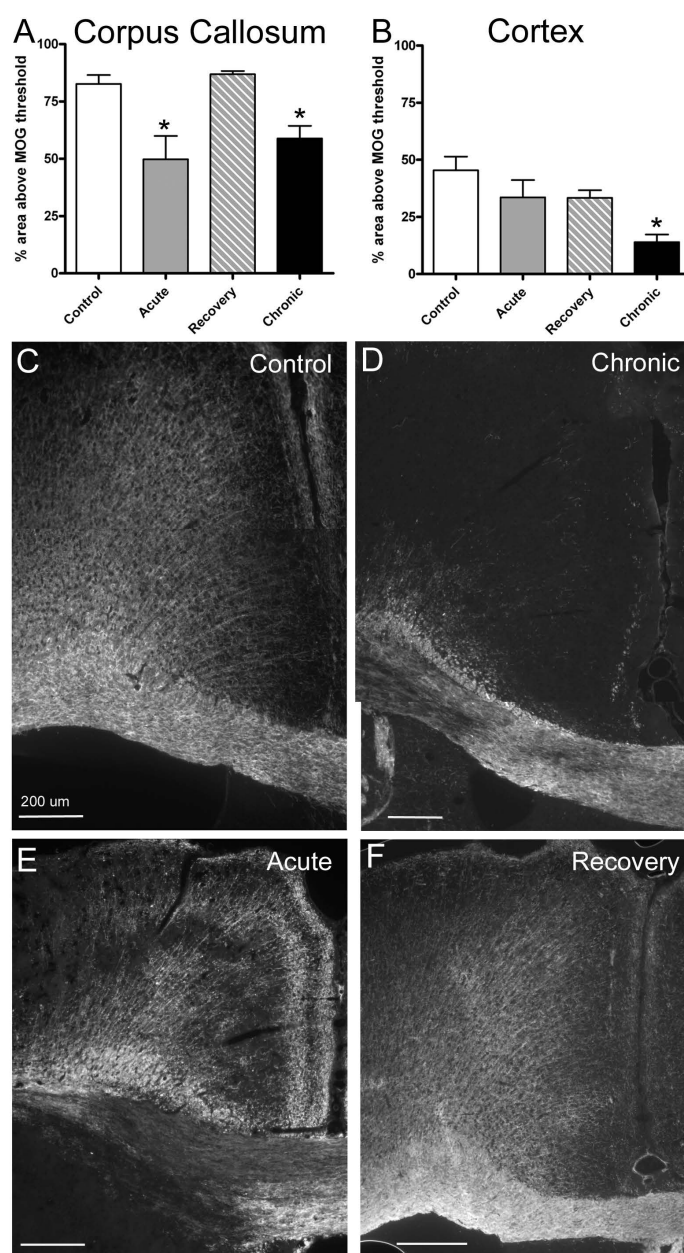 A Corpus Callosum
% area above MOG threshold
100
75
50
25
0
*
*
Control
Acute
Recovery
Chronic
B Cortex
% area above MOG threshold
100
50
25
0
*
Control
Acute
Recovery
Chronic
C Control
200 um
D Chronic
E Acute
F Recovery